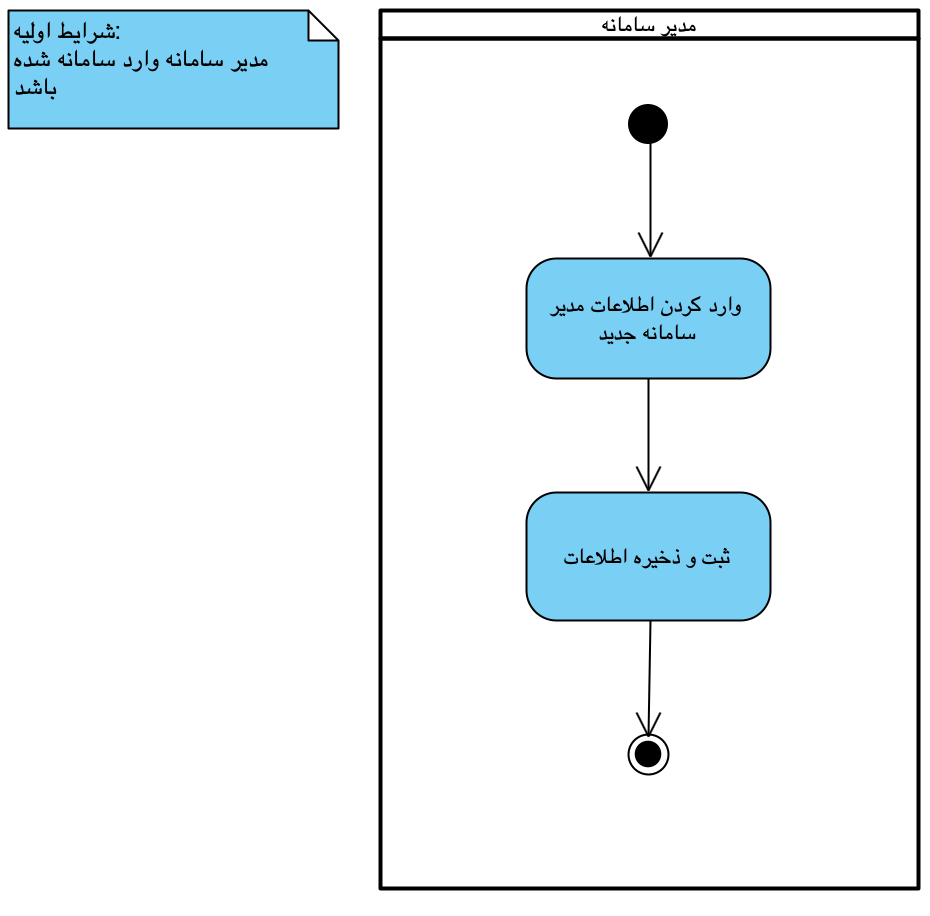 شرایط اولیه:
مدیر سامانه وارد سامانه شده
باشد
مدیر سامانه
وارد کردن اطلاعات مدیر
سامانه جدید
ثبت و ذخیره اطلاعات